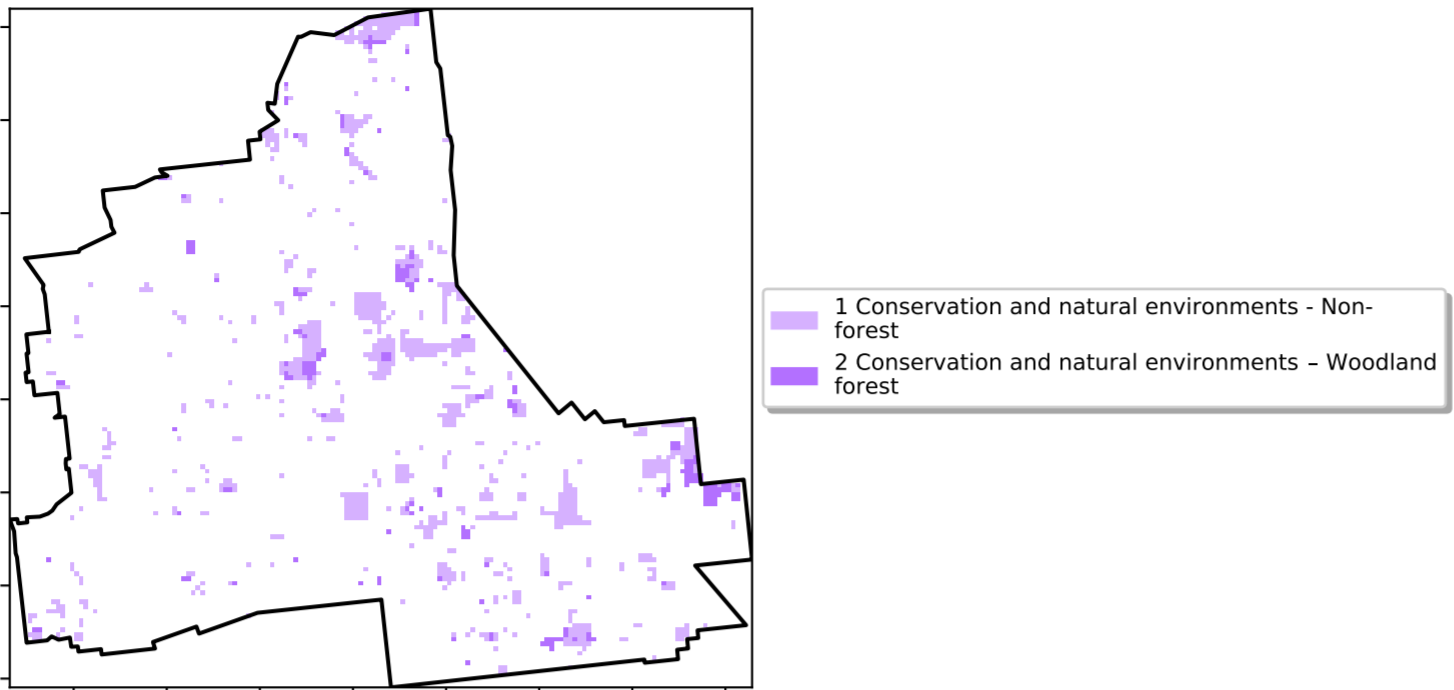 1 Conservation and natural environments - Non-
forest
2 Conservation and natural environments – Woodland
forest